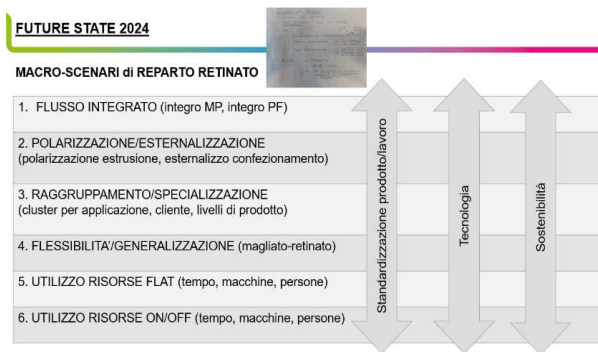 FUTURE STATE 2024
MACRO-SCENARI di REPARTO RETINATO
1. FLUSSO INTEGRATO (integro MP, integro PF)
2. POLARIZZAZIONE/ESTERNALIZZAZIONE
(polarizzazione estrusione, esternalizzo confezionamento)
3. RAGGRUPPAMENTO/SPECIALIZZAZIONE
(cluster per applicazione, cliente, livelli di prodotto)
4. FLESSIBILITA'/GENERALIZZAZIONE (magliato-retinato)
5. UTILIZZO RISORSE FLAT (tempo, macchine, persone)
6. UTILIZZO RISORSE ON/OFF (tempo, macchine, persone)
Standardizzazione prodotto/lavoro
Tecnologia
Sostenibilità